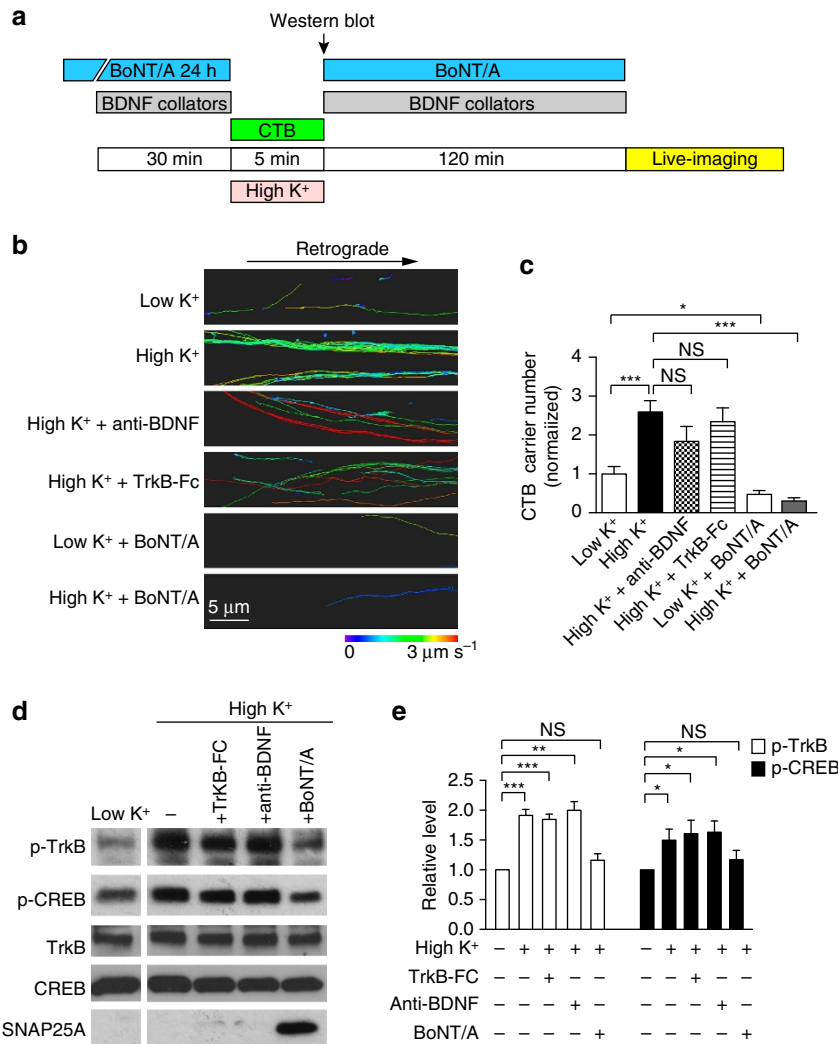 a
Western blot
BoNT/A 24 h
BoNT/A
BDNF collators
BDNF collators
CTB
30 min
5 min
120 min
Live-imaging
High K⁺
b
Retrograde
Low K⁺
High K⁺
High K⁺ + anti-BDNF
High K⁺ + TrkB-Fc
Low K⁺ + BoNT/A
High K⁺ + BoNT/A
5 µm
0
3 µm s⁻¹
c
*
***
NS
*** NS
CTB carrier number
(normalized)
4
3
2
1
0
Low K⁺
High K⁺
High K⁺ + anti-BDNF
High K⁺ + TrkB-Fc
Low K⁺ + BoNT/A
High K⁺ + BoNT/A
d
High K⁺
Low K⁺
–
+TrKB-FC
+anti-BDNF
+BoNT/A
p-TrkB
p-CREB
TrkB
CREB
SNAP25A
e
NS
**
***
***
NS
*
*
*
p-TrkB
p-CREB
Relative level
2.5
2.0
1.5
1.0
0.5
0.0
High K⁺ – + + + + – + + + +
TrkB-FC – – + – – – – + – –
Anti-BDNF – – – + – – – – + –
BoNT/A – – – – + – – – – +